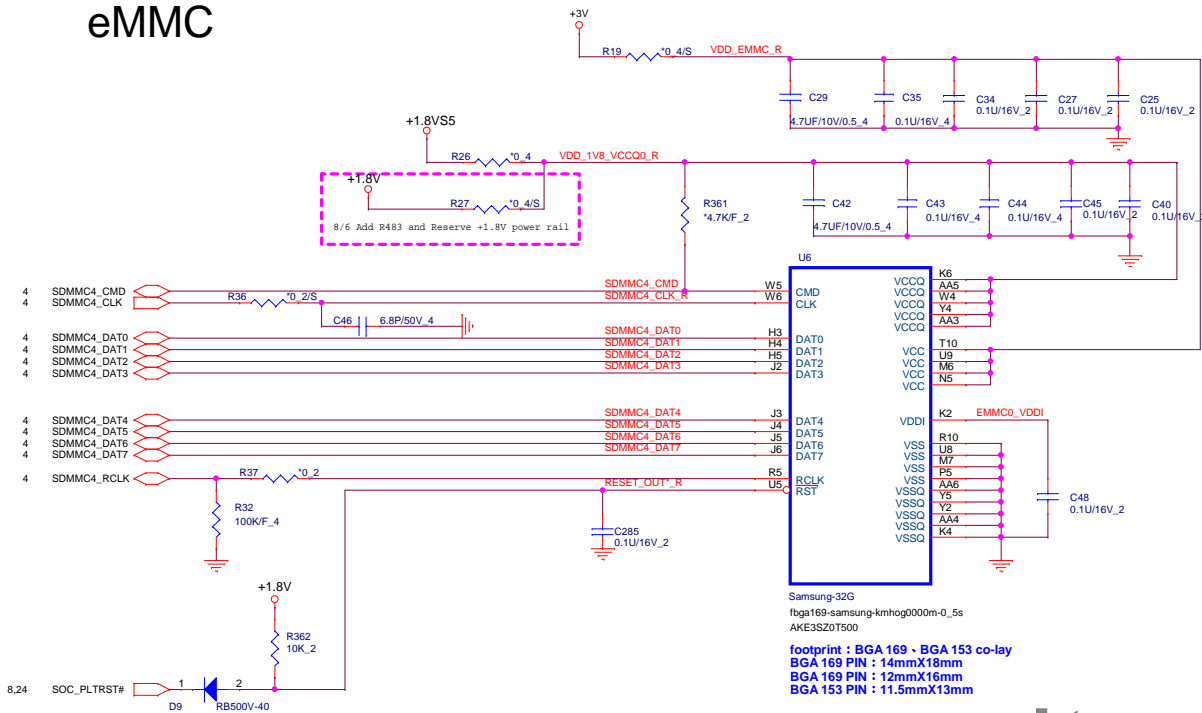 eMMC
+3V
R19
*0_4/S
VDD_EMMC_R
C29
4.7UF/10V/0.5_4
C35
0.1U/16V_4
C34
0.1U/16V_2
C27
0.1U/16V_2
C25
0.1U/16V_2
+1.8VS5
R26
*0_4
VDD_1V8_VCCQ0_R
+1.8V
R27
*0_4/S
8/6 Add R483 and Reserve +1.8V power rail
R361
*4.7K/F_2
C42
4.7UF/10V/0.5_4
C43
0.1U/16V_4
C44
0.1U/16V_4
C45
0.1U/16V_2
C40
0.1U/16V_2
U6
4 SDMMC4_CMD SDMMC4_CMD W5 CMD
4 SDMMC4_CLK R36 *0_2/S SDMMC4_CLK_R W6 CLK
C46 6.8P/50V_4
4 SDMMC4_DAT0 SDMMC4_DAT0 H3 DAT0
4 SDMMC4_DAT1 SDMMC4_DAT1 H4 DAT1
4 SDMMC4_DAT2 SDMMC4_DAT2 H5 DAT2
4 SDMMC4_DAT3 SDMMC4_DAT3 J2 DAT3
4 SDMMC4_DAT4 SDMMC4_DAT4 J3 DAT4
4 SDMMC4_DAT5 SDMMC4_DAT5 J4 DAT5
4 SDMMC4_DAT6 SDMMC4_DAT6 J5 DAT6
4 SDMMC4_DAT7 SDMMC4_DAT7 J6 DAT7
4 SDMMC4_RCLK R37 *0_2 R5 RCLK
RESET_OUT*_R U5 RST
R32
100K/F_4
C285
0.1U/16V_2
VCCQ K6
VCCQ AA5
VCCQ W4
VCCQ Y4
VCCQ AA3
VCC T10
VCC U9
VCC M6
VCC N5
VDDI K2 EMMC0_VDDI
VSS R10
VSS U8
VSS M7
VSS P5
VSSQ AA6
VSSQ Y5
VSSQ Y2
VSSQ AA4
VSSQ K4
C48
0.1U/16V_2
+1.8V
R362
10K_2
8,24 SOC_PLTRST# 1 2
D9 RB500V-40
Samsung-32G
fbga169-samsung-kmhog0000m-0_5s
AKE3SZ0T500
footprint：BGA 169、BGA 153 co-lay
BGA 169 PIN：14mmX18mm
BGA 169 PIN：12mmX16mm
BGA 153 PIN：11.5mmX13mm